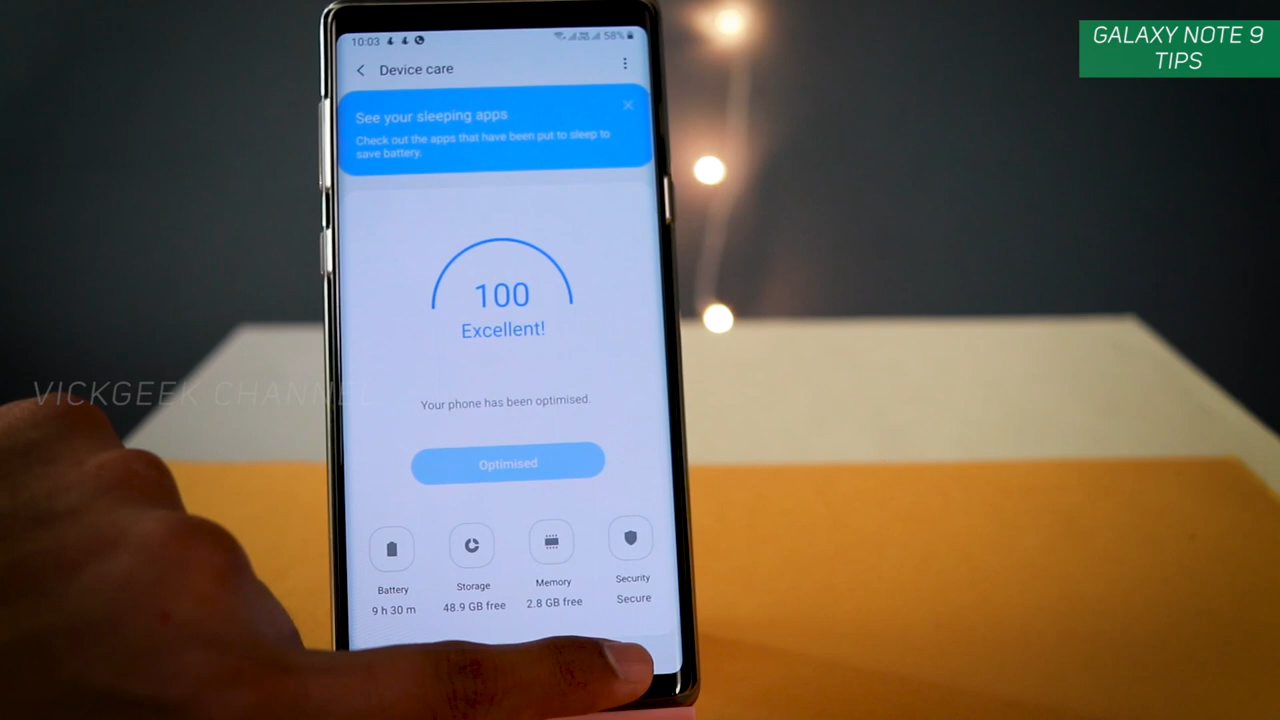 GALAXY NOTE 9
TIPS
10:03
58%
Device care
See your sleeping apps
Check out the apps that have been put to sleep to
save battery.
100
Excellent!
VICKGEEK CHANNEL
Your phone has been optimised.
Optimised
Battery
9 h 30 m
Storage
48.9 GB free
Memory
2.8 GB free
Security
Secure